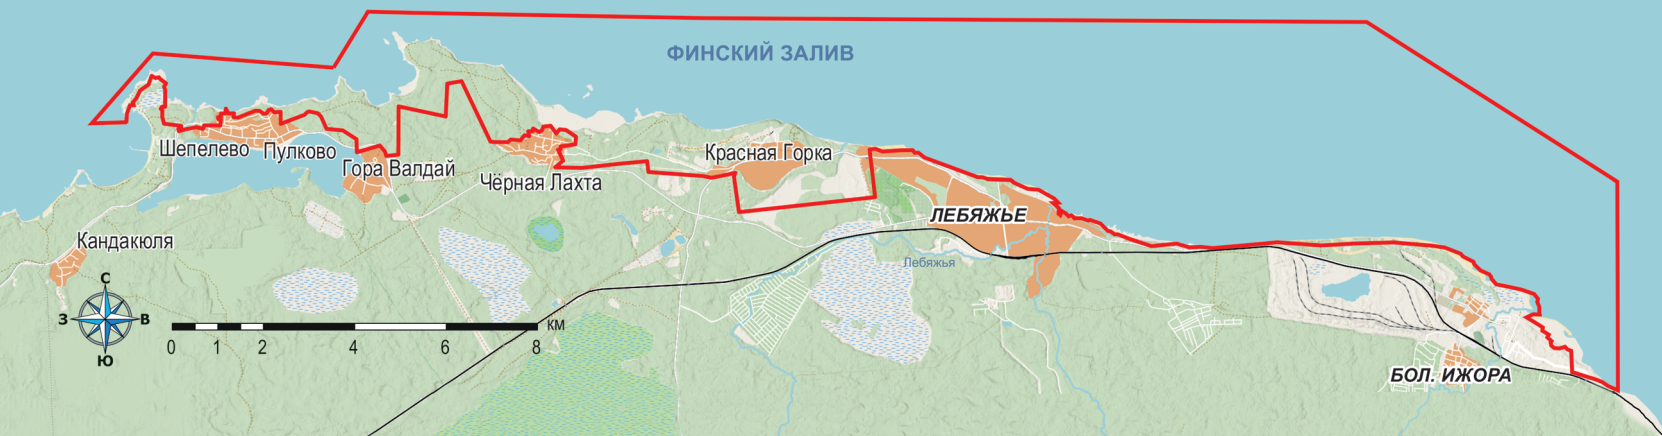 ФИНСКИЙ ЗАЛИВ
Шепелево
Пулково
Гора Валдай
Чёрная Лахта
Красная Горка
ЛЕБЯЖЬЕ
Лебяжья
Кандакюля
БОЛ. ИЖОРА
С
З
В
Ю
км
0 1 2 4 6 8